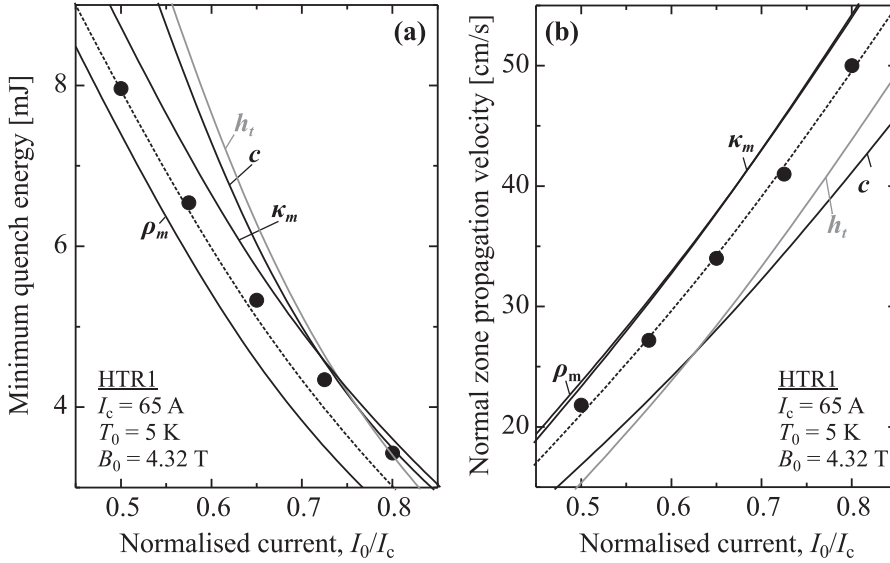 (a)
Minimum quench energy [mJ]
8
6
4
h_t
c
κ_m
ρ_m
HTR1
I_c = 65 A
T_0 = 5 K
B_0 = 4.32 T
0.5 0.6 0.7 0.8
Normalised current, I_0/I_c
(b)
Normal zone propagation velocity [cm/s]
50
40
30
20
κ_m
c
h_t
ρ_m
HTR1
I_c = 65 A
T_0 = 5 K
B_0 = 4.32 T
0.5 0.6 0.7 0.8
Normalised current, I_0/I_c